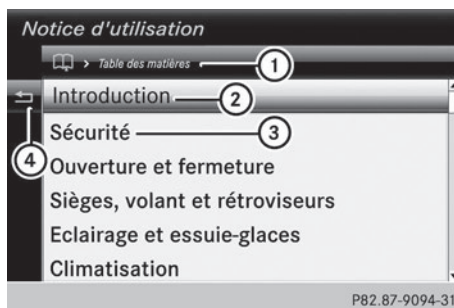 Notice d'utilisation
> Table des matières 1
Introduction 2
Sécurité 3
4
Ouverture et fermeture
Sièges, volant et rétroviseurs
Eclairage et essuie-glaces
Climatisation
P82.87-9094-31